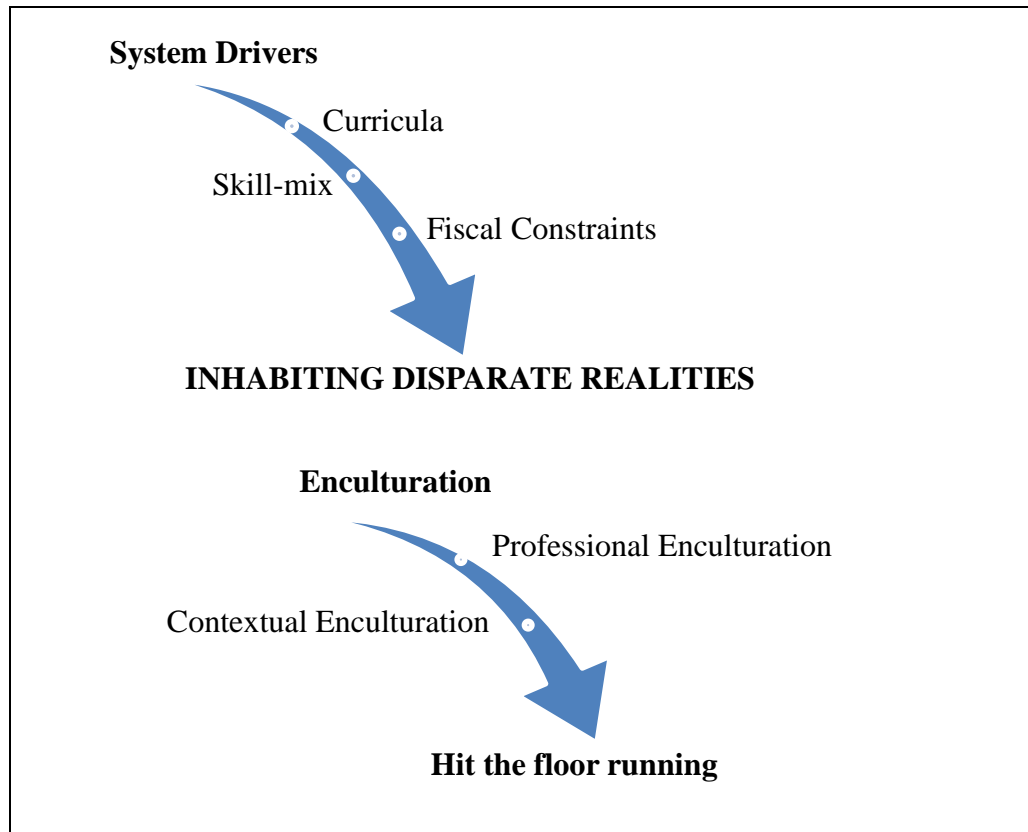 System Drivers
Curricula
Skill-mix
Fiscal Constraints
INHABITING DISPARATE REALITIES
Enculturation
Professional Enculturation
Contextual Enculturation
Hit the floor running